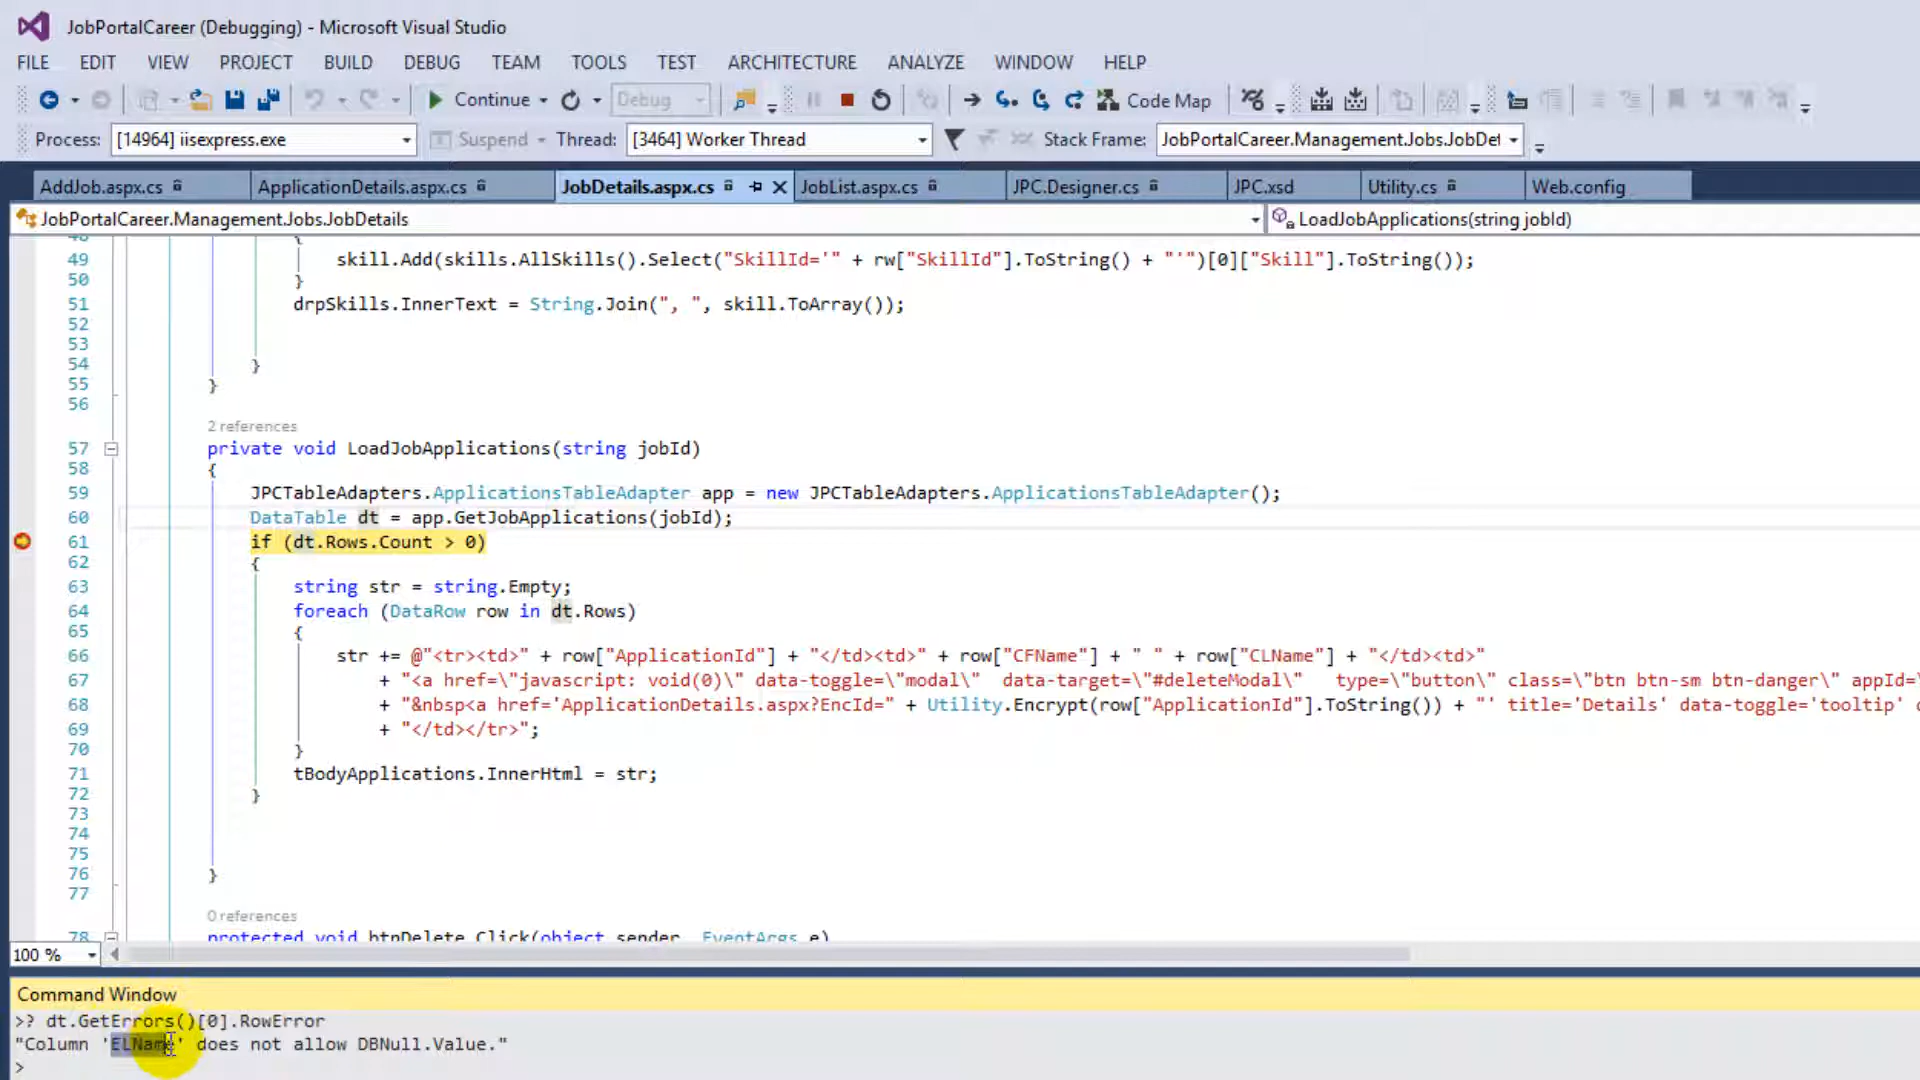 JobPortalCareer (Debugging) - Microsoft Visual Studio
FILE EDIT VIEW PROJECT BUILD DEBUG TEAM TOOLS TEST ARCHITECTURE ANALYZE WINDOW HELP
Continue Debug Code Map
Process: [14964] iisexpress.exe Suspend Thread: [3464] Worker Thread Stack Frame: JobPortalCareer.Management.Jobs.JobDet
AddJob.aspx.cs ApplicationDetails.aspx.cs JobDetails.aspx.cs JobList.aspx.cs JPC.Designer.cs JPC.xsd Utility.cs Web.config
JobPortalCareer.Management.Jobs.JobDetails LoadJobApplications(string jobId)
48 {
49 skill.Add(skills.AllSkills().Select("SkillId='" + rw["SkillId"].ToString() + "'")[0]["Skill"].ToString());
50 }
51 drpSkills.InnerText = String.Join(", ", skill.ToArray());
52
53
54 }
55 }
56
2 references
57 private void LoadJobApplications(string jobId)
58 {
59 JPCTableAdapters.ApplicationsTableAdapter app = new JPCTableAdapters.ApplicationsTableAdapter();
60 DataTable dt = app.GetJobApplications(jobId);
61 if (dt.Rows.Count > 0)
62 {
63 string str = string.Empty;
64 foreach (DataRow row in dt.Rows)
65 {
66 str += @"<tr><td>" + row["ApplicationId"] + "</td><td>" + row["CFName"] + " " + row["CLName"] + "</td><td>"
67 + "<a href=\"javascript: void(0)\" data-toggle=\"modal\" data-target=\"#deleteModal\" type=\"button\" class=\"btn btn-sm btn-danger\" appId=\
68 + "&nbsp<a href='ApplicationDetails.aspx?EncId=" + Utility.Encrypt(row["ApplicationId"].ToString()) + "' title='Details' data-toggle='tooltip'
69 + "</td></tr>";
70 }
71 tBodyApplications.InnerHtml = str;
72 }
73
74
75
76 }
77
0 references
78 protected void btnDelete_Click(object sender, EventArgs e)
100 %
Command Window
>? dt.GetErrors()[0].RowError
"Column 'ELName' does not allow DBNull.Value."
>